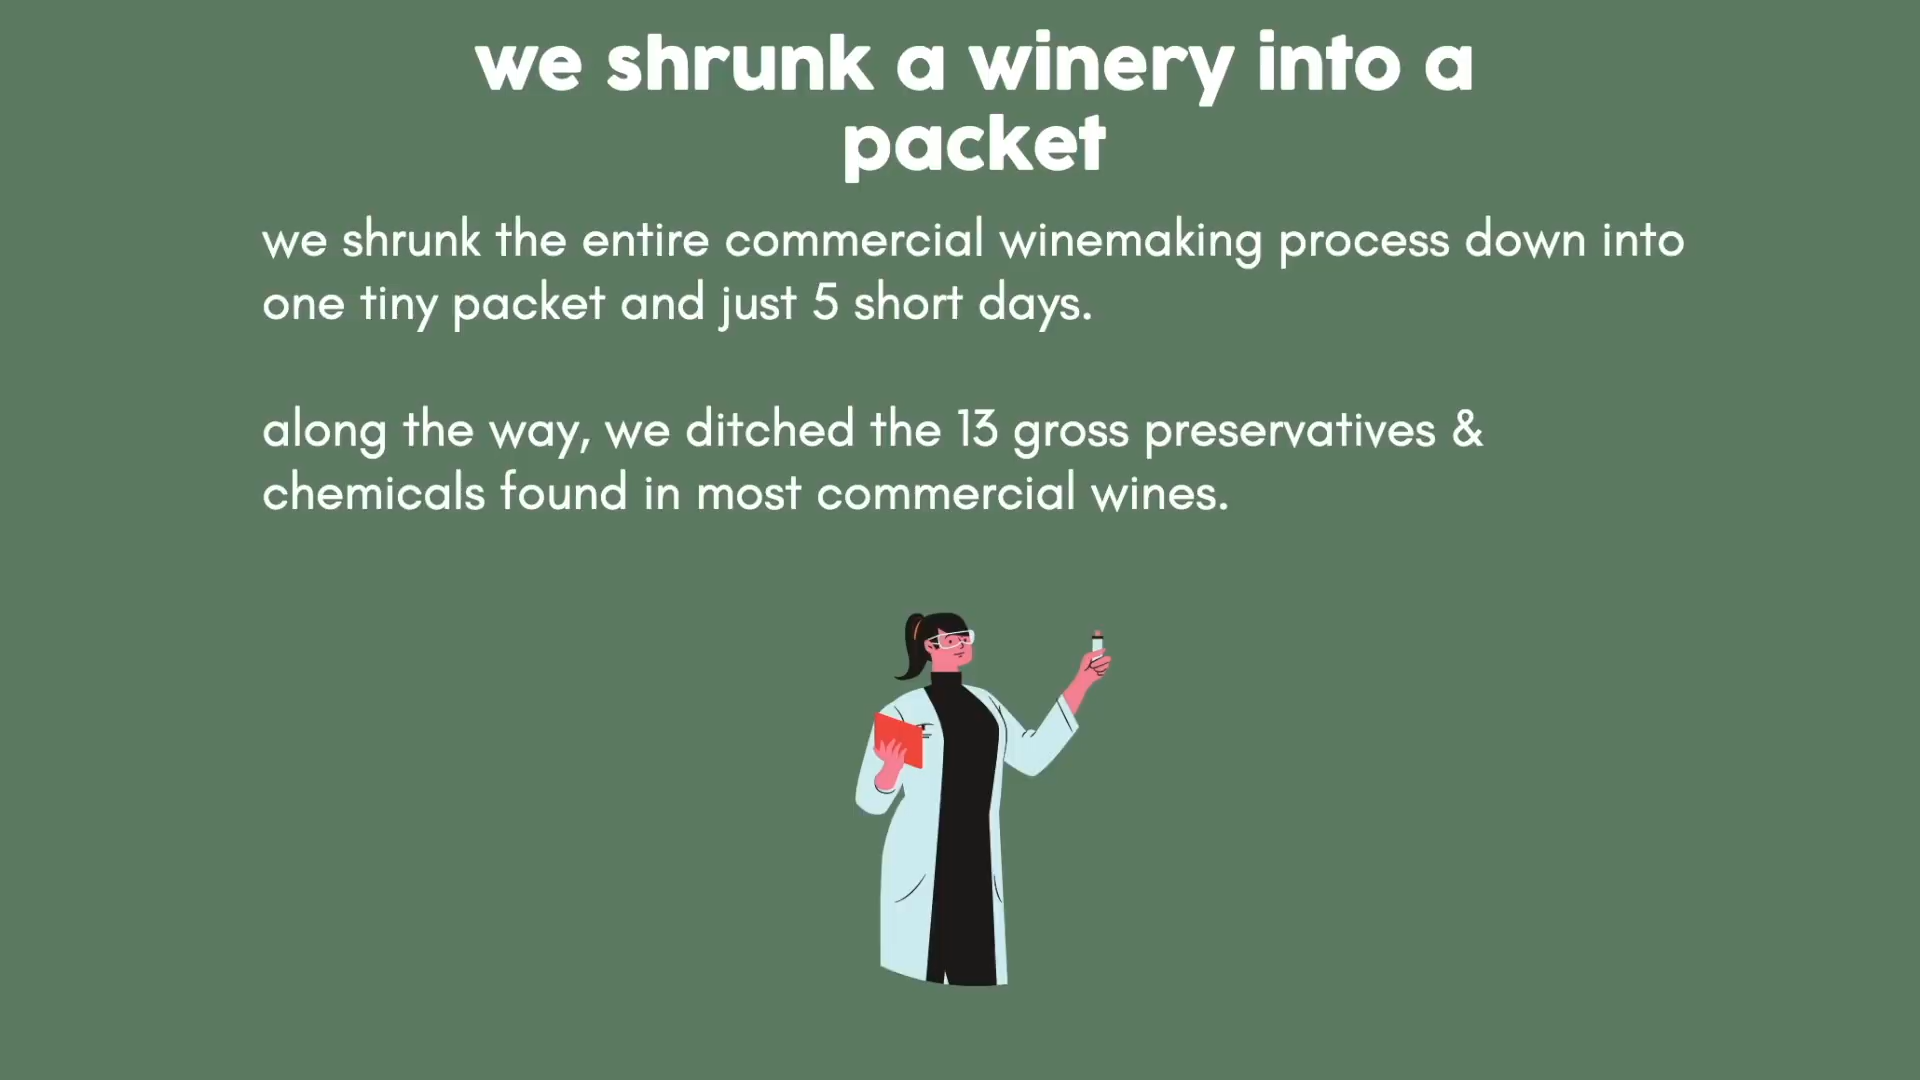 we shrunk a winery into a
packet
we shrunk the entire commercial winemaking process down into
one tiny packet and just 5 short days.
along the way, we ditched the 13 gross preservatives &
chemicals found in most commercial wines.